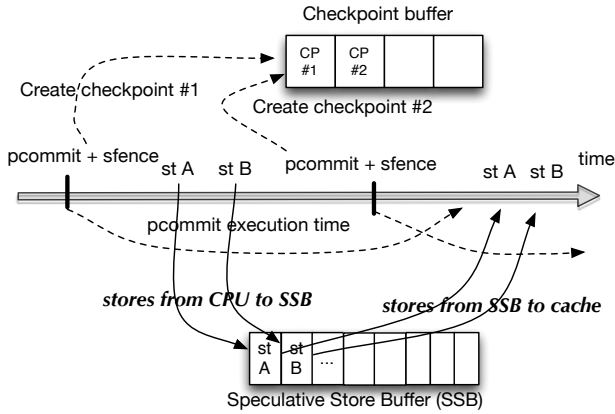 Checkpoint buffer
CP
#1
CP
#2
Create checkpoint #1
Create checkpoint #2
pcommit + sfence
st A
st B
pcommit + sfence
st A
st B
time
pcommit execution time
stores from CPU to SSB
stores from SSB to cache
st
A
st
B
...
Speculative Store Buffer (SSB)